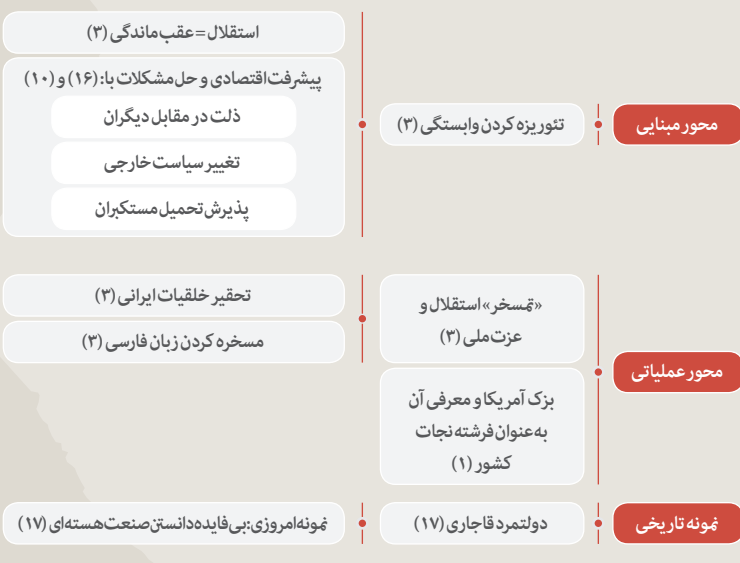 محور مبنایی
تئوریزه کردن وابستگی (۳)
استقلال = عقب‌ماندگی (۳)
پیشرفت اقتصادی و حل مشکلات با: (۱۶) و (۱۰)
ذلت در مقابل دیگران
تغییر سیاست خارجی
پذیرش تحمیل مستکبران
محور عملیاتی
«تمسخر» استقلال و
عزت ملی (۳)
تحقیر خلقیات ایرانی (۳)
مسخره کردن زبان فارسی (۳)
بزک آمریکا و معرفی آن
به‌عنوان فرشته نجات
کشور (۱)
نمونه تاریخی
دولتمرد قاجاری (۱۷)
نمونه امروزی: بی‌فایده دانستن صنعت هسته‌ای (۱۷)